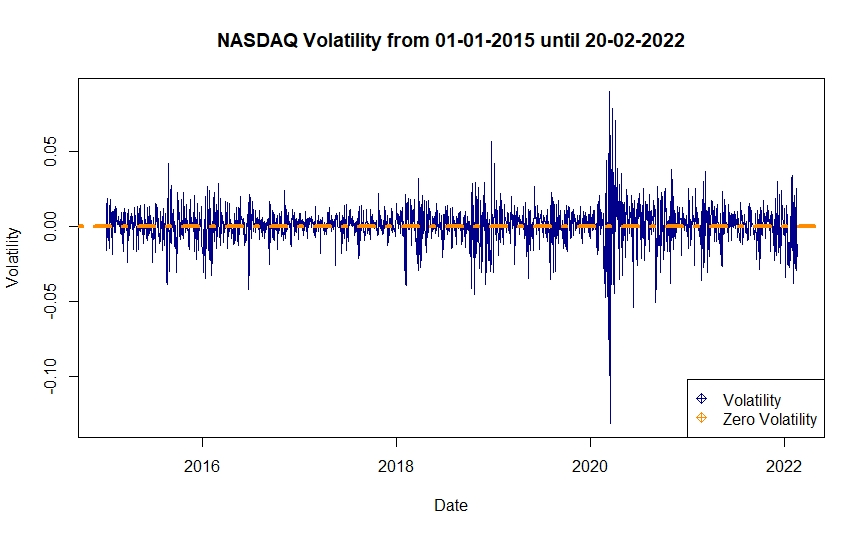 NASDAQ Volatility from 01-01-2015 until 20-02-2022
Volatility
0.05
0.00
-0.05
-0.10
Volatility
Zero Volatility
2016 2018 2020 2022
Date